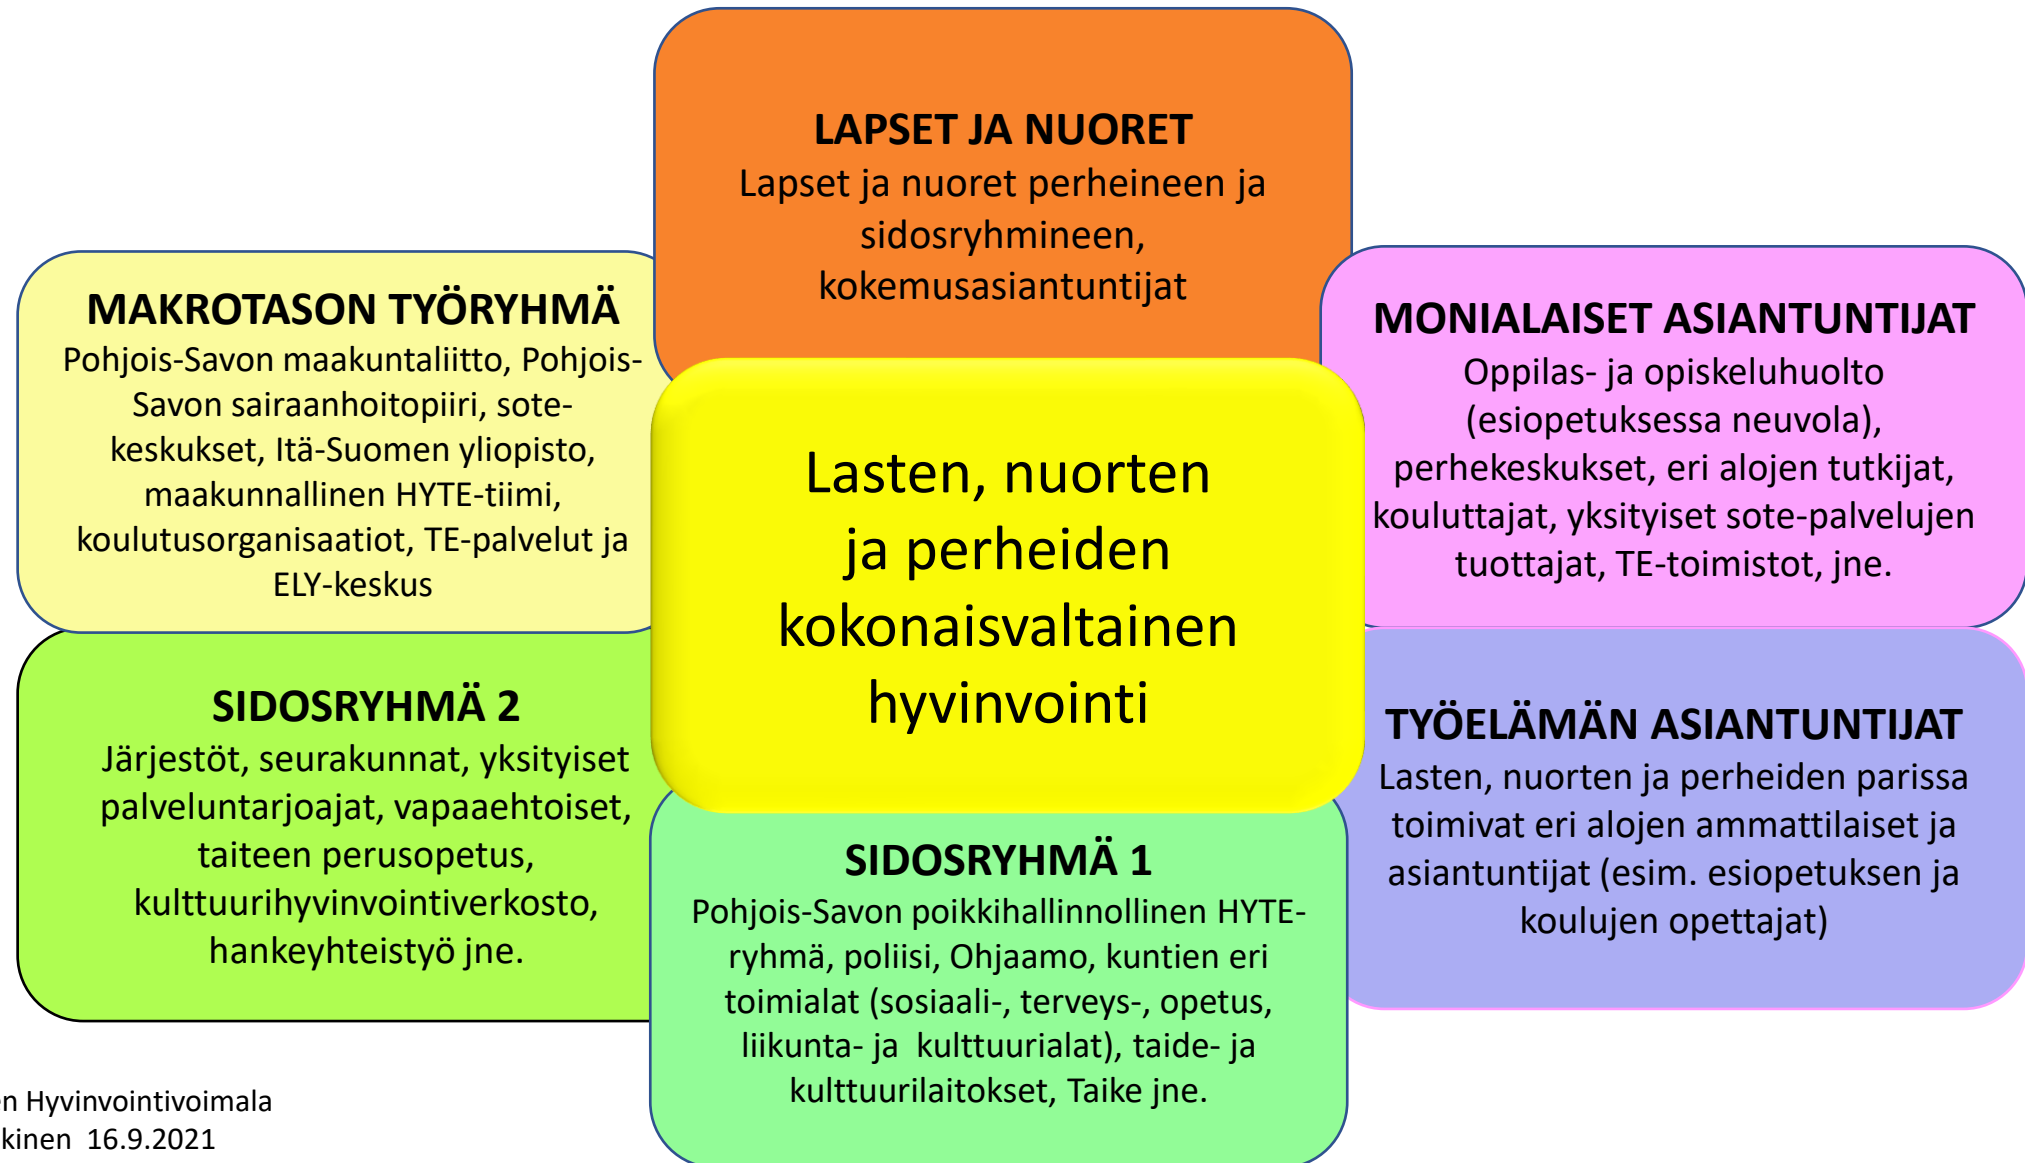 LAPSET JA NUORET
Lapset ja nuoret perheineen ja
sidosryhmineen,
kokemusasiantuntijat
MAKROTASON TYÖRYHMÄ
Pohjois-Savon maakuntaliitto, Pohjois-
Savon sairaanhoitopiiri, sote-
keskukset, Itä-Suomen yliopisto,
maakunnallinen HYTE-tiimi,
koulutusorganisaatiot, TE-palvelut ja
ELY-keskus
MONIALAISET ASIANTUNTIJAT
Oppilas- ja opiskeluhuolto
(esiopetuksessa neuvola),
perhekeskukset, eri alojen tutkijat,
kouluttajat, yksityiset sote-palvelujen
tuottajat, TE-toimistot, jne.
Lasten, nuorten
ja perheiden
kokonaisvaltainen
hyvinvointi
SIDOSRYHMÄ 2
Järjestöt, seurakunnat, yksityiset
palveluntarjoajat, vapaaehtoiset,
taiteen perusopetus,
kulttuurihyvinvointiverkosto,
hankeyhteistyö jne.
TYÖELÄMÄN ASIANTUNTIJAT
Lasten, nuorten ja perheiden parissa
toimivat eri alojen ammattilaiset ja
asiantuntijat (esim. esiopetuksen ja
koulujen opettajat)
SIDOSRYHMÄ 1
Pohjois-Savon poikkihallinnollinen HYTE-
ryhmä, poliisi, Ohjaamo, kuntien eri
toimialat (sosiaali-, terveys-, opetus,
liikunta- ja kulttuurialat), taide- ja
kulttuurilaitokset, Taike jne.
Hyvinvointivoimala
16.9.2021